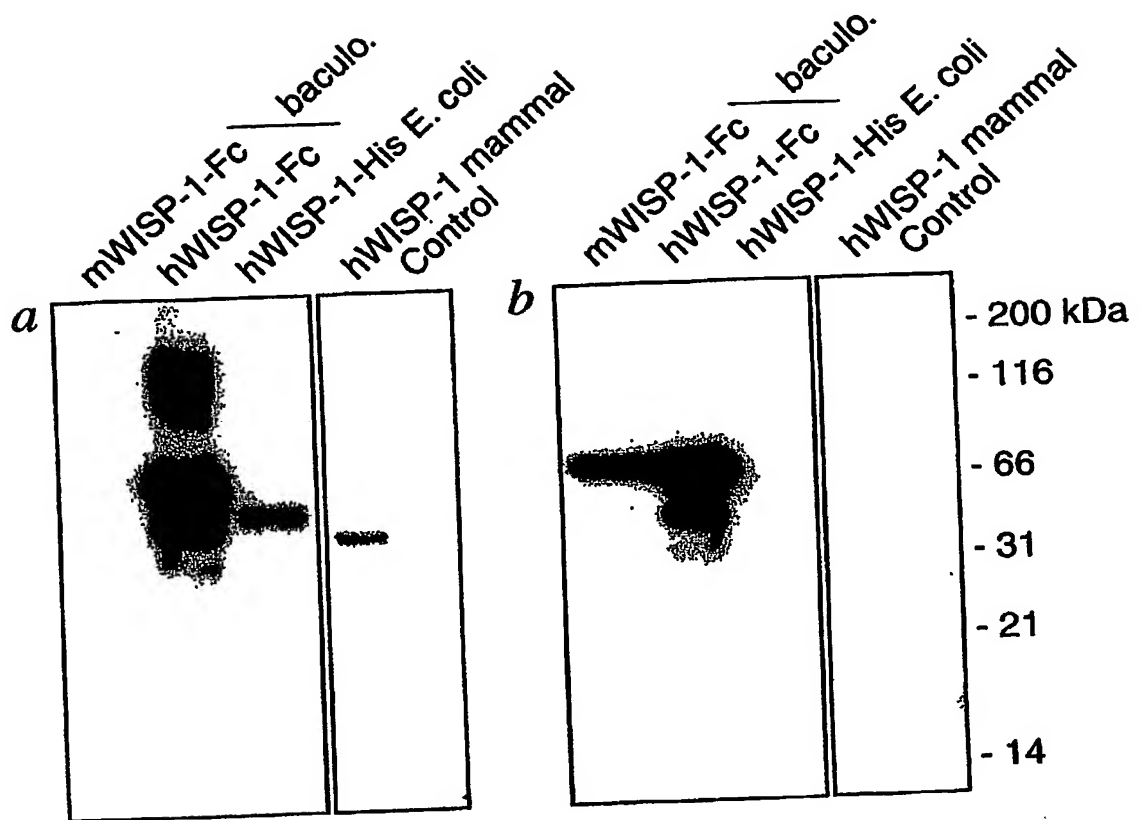 baculo.
mWISP-1-Fc
hWISP-1-Fc
hWISP-1-His E. coli
hWISP-1 mammal
Control
baculo.
mWISP-1-Fc
hWISP-1-Fc
hWISP-1-His E. coli
hWISP-1 mammal
Control
a
b
- 200 kDa
- 116
- 66
- 31
- 21
- 14